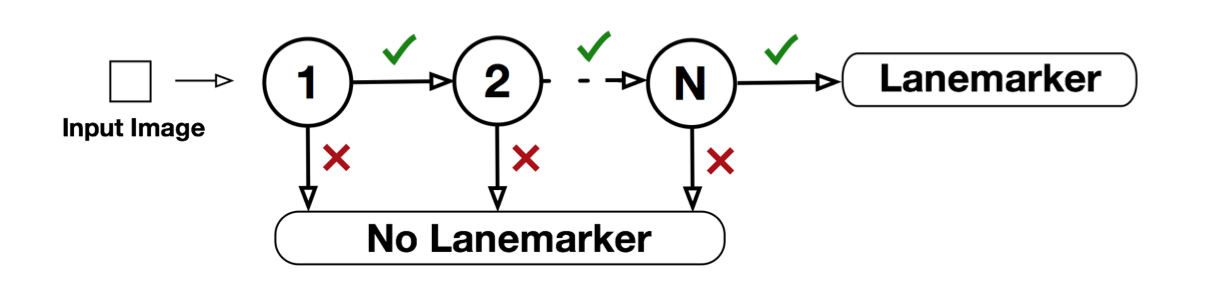 1
2
N
Lanemarker
Input Image
No Lanemarker